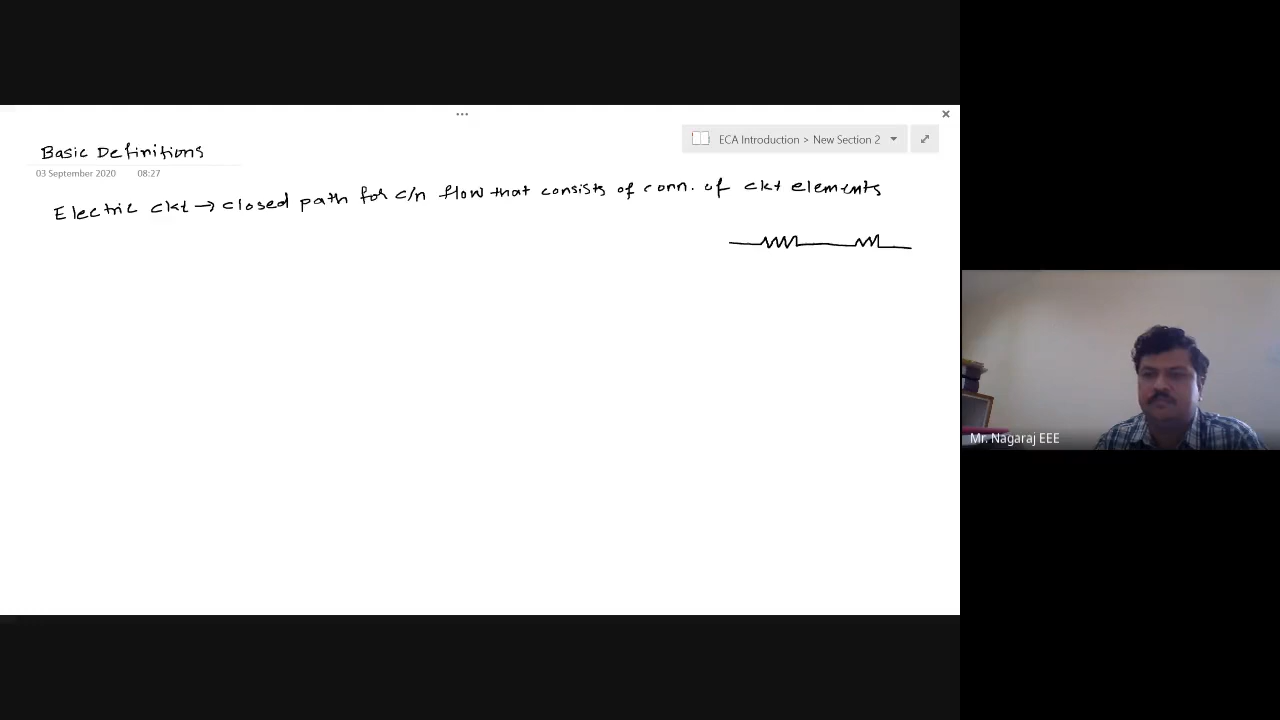 ECA Introduction > New Section 2
Basic Definitions
03 September 2020 08:27
Electric ckt → closed path for c/n flow that consists of conn. of ckt elements
Mr. Nagaraj EEE